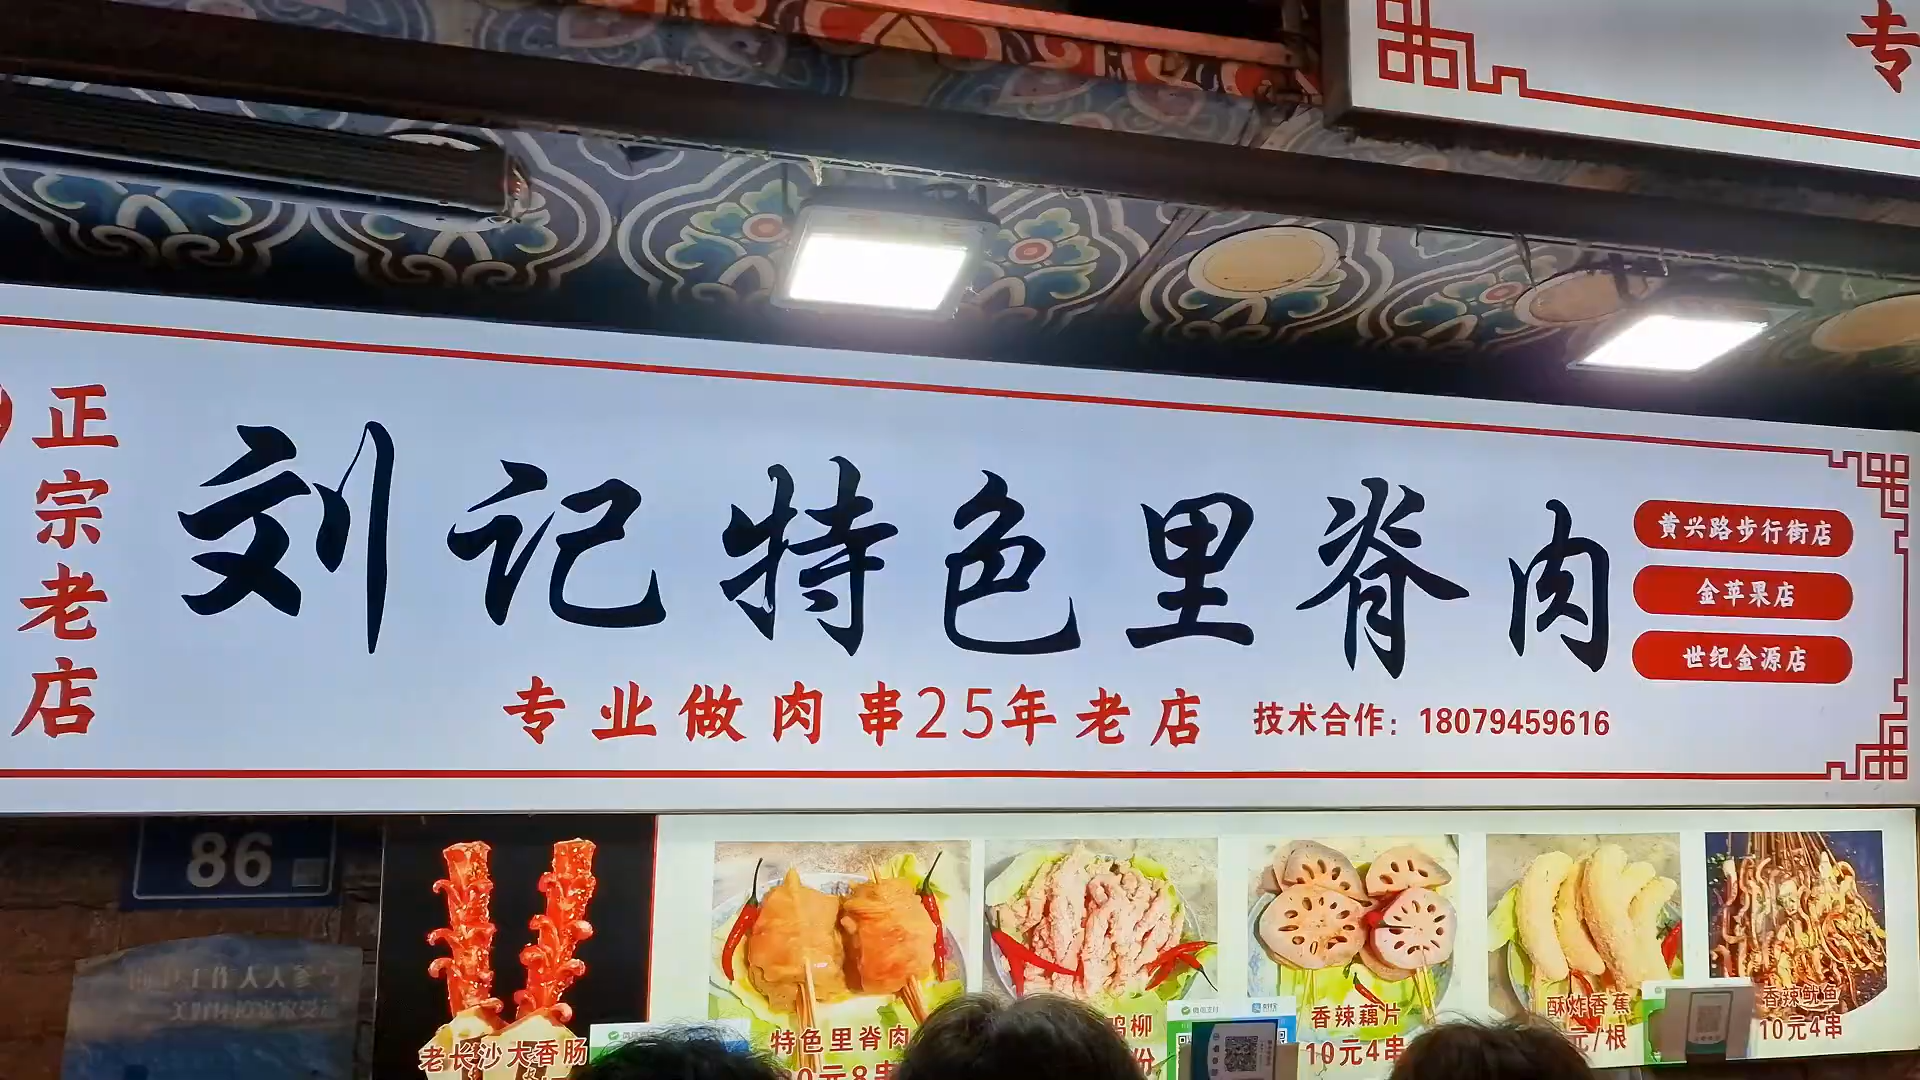 专
正宗老店
刘记特色里脊肉
黄兴路步行街店
金苹果店
世纪金源店
专业做肉串25年老店
技术合作：18079459616
86
老长沙大香肠
特色里脊肉
香辣藕片
10元4串
酥炸香蕉
元/根
香辣鱿鱼
10元4串